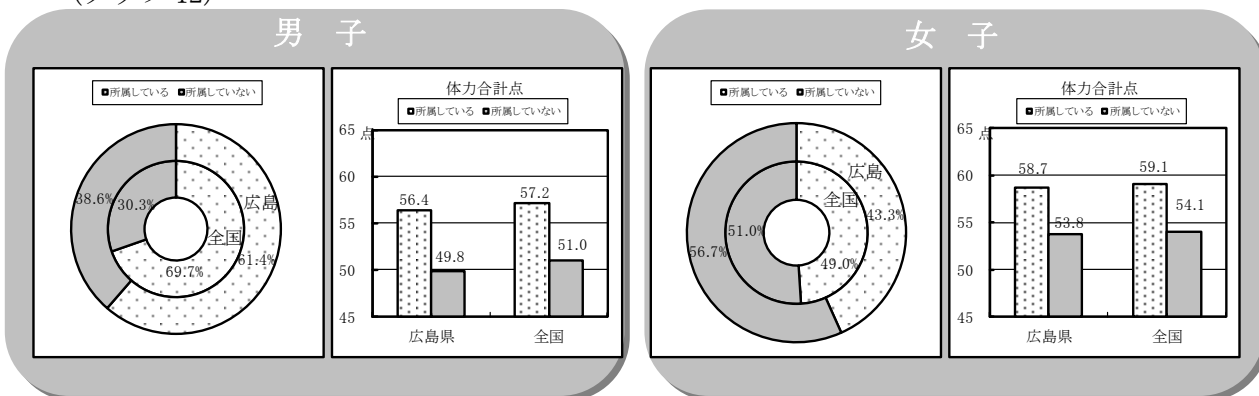 男 子
■所属している ■所属していない
38.6%
30.3%
広島
全国
61.4%
69.7%
体力合計点
■所属している ■所属していない
65 点
60
55
50
45
56.4
49.8
57.2
51.0
広島県
全国
女 子
■所属している ■所属していない
広島
全国
43.3%
51.0%
56.7%
49.0%
体力合計点
■所属している ■所属していない
65 点
60
55
50
45
58.7
53.8
59.1
54.1
広島県
全国